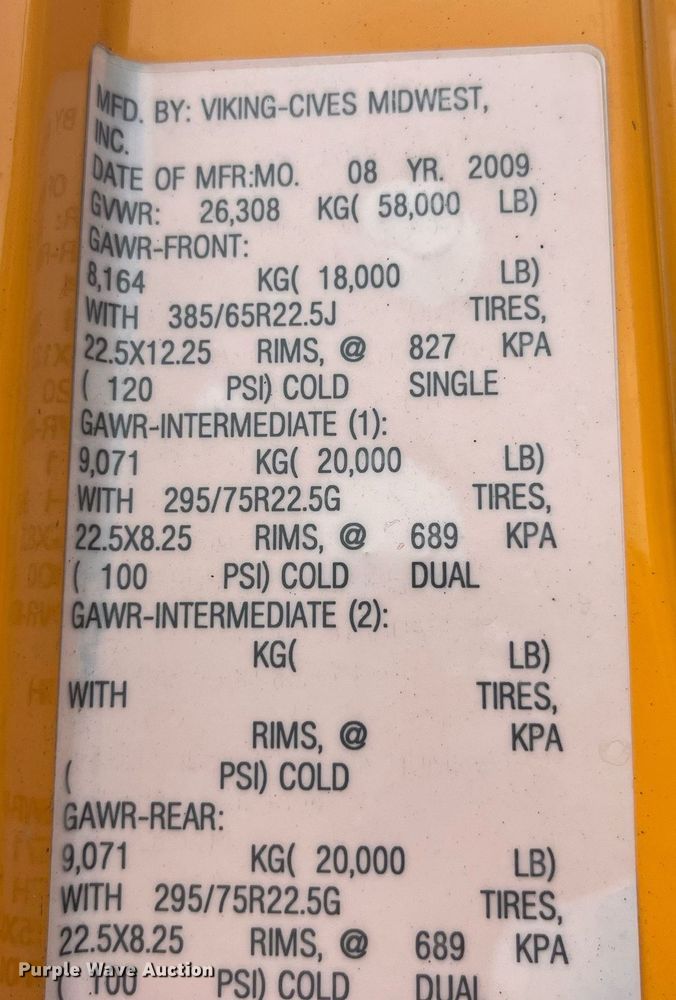 MFD. BY: VIKING-CIVES MIDWEST,
INC.
DATE OF MFR:MO. 08 YR. 2009
GVWR: 26,308 KG( 58,000 LB)
GAWR-FRONT:
8,164 KG( 18,000 LB)
WITH 385/65R22.5J TIRES,
22.5X12.25 RIMS, @ 827 KPA
( 120 PSI) COLD SINGLE
GAWR-INTERMEDIATE (1):
9,071 KG( 20,000 LB)
WITH 295/75R22.5G TIRES,
22.5X8.25 RIMS, @ 689 KPA
( 100 PSI) COLD DUAL
GAWR-INTERMEDIATE (2):
KG( LB)
WITH TIRES,
RIMS, @ KPA
( PSI) COLD
GAWR-REAR:
9,071 KG( 20,000 LB)
WITH 295/75R22.5G TIRES,
22.5X8.25 RIMS, @ 689 KPA
( 100 PSI) COLD DUAL
Purple Wave Auction